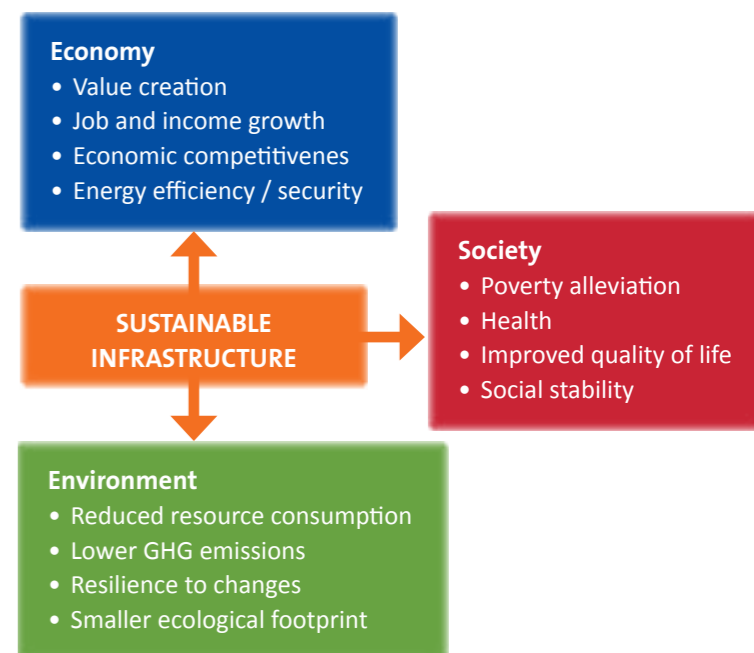 Economy
• Value creation
• Job and income growth
• Economic competitivenes
• Energy efficiency / security
SUSTAINABLE
INFRASTRUCTURE
Society
• Poverty alleviation
• Health
• Improved quality of life
• Social stability
Environment
• Reduced resource consumption
• Lower GHG emissions
• Resilience to changes
• Smaller ecological footprint